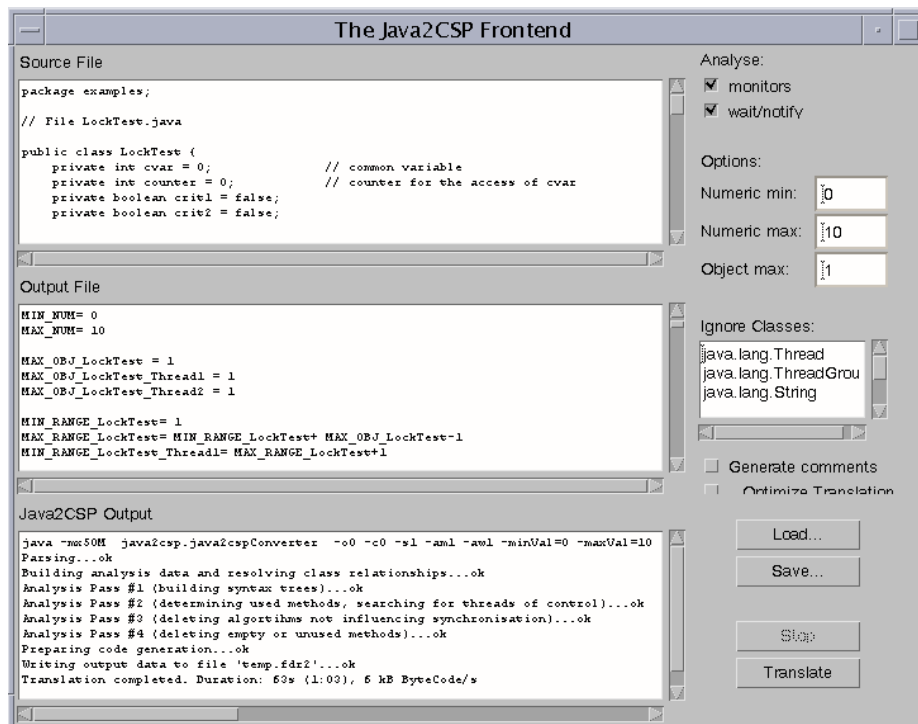 The Java2CSP Frontend
Source File
package examples;
// File LockTest.java
public class LockTest {
private int cvar = 0; // common variable
private int counter = 0; // counter for the access of cvar
private boolean crit1 = false;
private boolean crit2 = false;
Output File
MIN_NUM= 0
MAX_NUM= 10
MAX_OBJ_LockTest = 1
MAX_OBJ_LockTest_Thread1 = 1
MAX_OBJ_LockTest_Thread2 = 1
MIN_RANGE_LockTest= 1
MAX_RANGE_LockTest= MIN_RANGE_LockTest+ MAX_OBJ_LockTest-1
MIN_RANGE_LockTest_Thread1= MAX_RANGE_LockTest+1
Java2CSP Output
java -mx50M java2csp.java2cspConverter -o0 -c0 -s1 -am1 -aw1 -minVal=0 -maxVal=10
Parsing...ok
Building analysis data and resolving class relationships...ok
Analysis Pass #1 (building syntax trees)...ok
Analysis Pass #2 (determining used methods, searching for threads of control)...ok
Analysis Pass #3 (deleting algortihms not influencing synchronisation)...ok
Analysis Pass #4 (deleting empty or unused methods)...ok
Preparing code generation...ok
Writing output data to file 'temp.fdr2'...ok
Translation completed. Duration: 63s (1:03), 6 kB ByteCode/s
Analyse:
monitors
wait/notify
Options:
Numeric min: 0
Numeric max: 10
Object max: 1
Ignore Classes:
java.lang.Thread
java.lang.ThreadGrou
java.lang.String
Generate comments
Optimize Translation
Load...
Save...
Stop
Translate